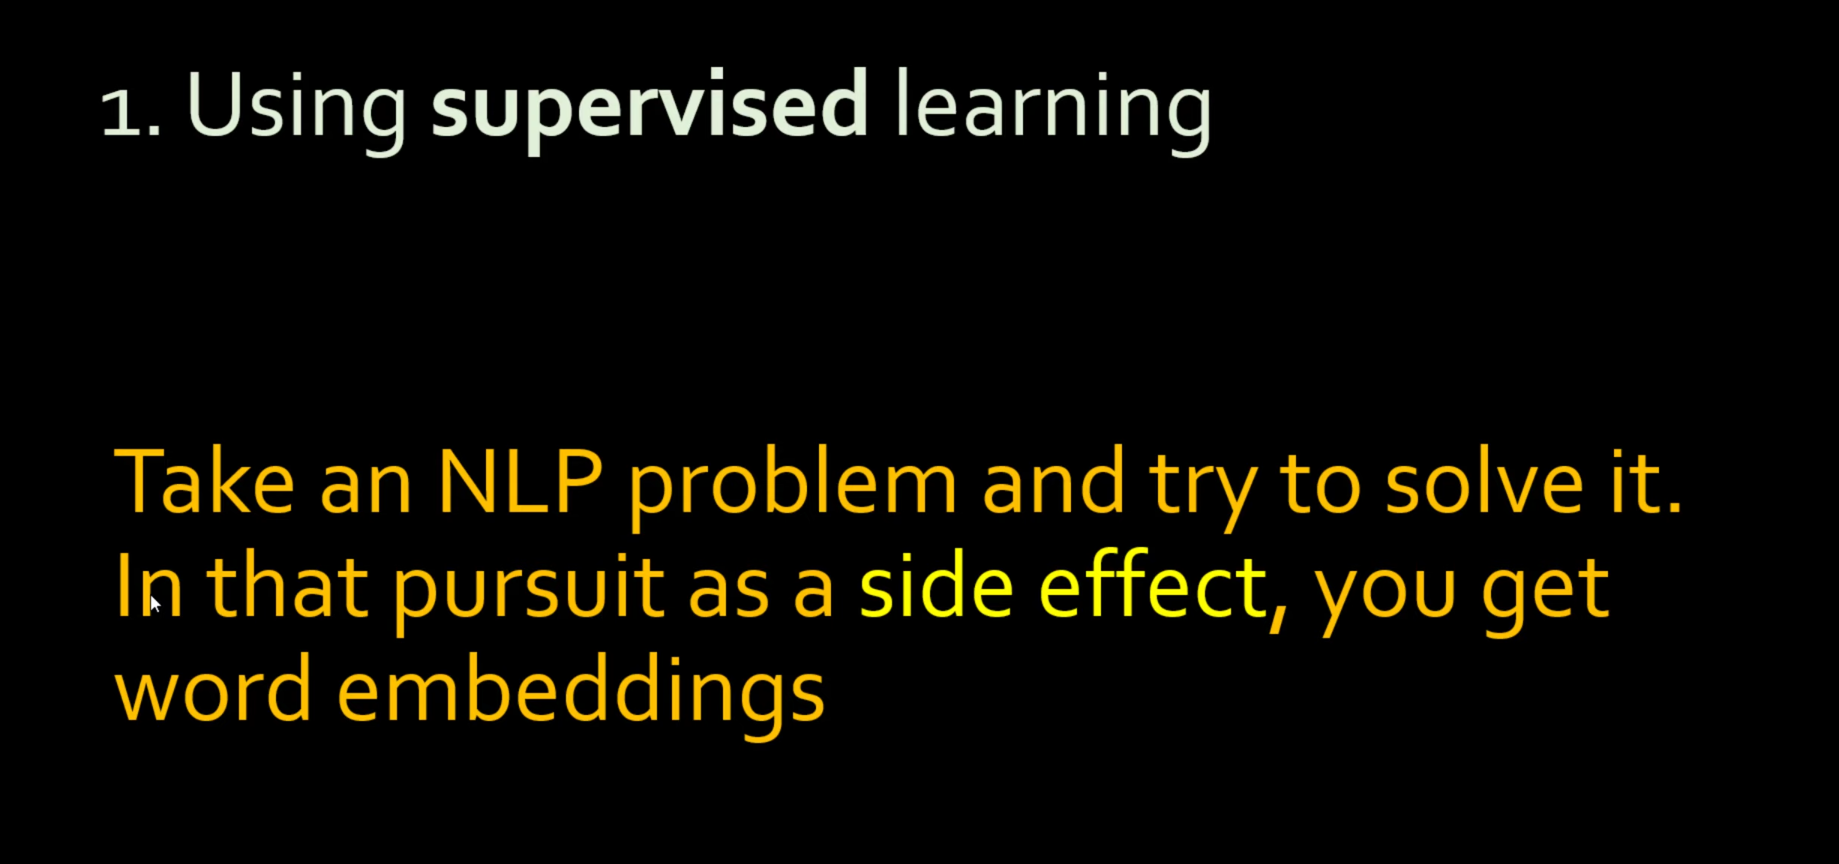 1. Using supervised learning
Take an NLP problem and try to solve it.
In that pursuit as a side effect, you get
word embeddings